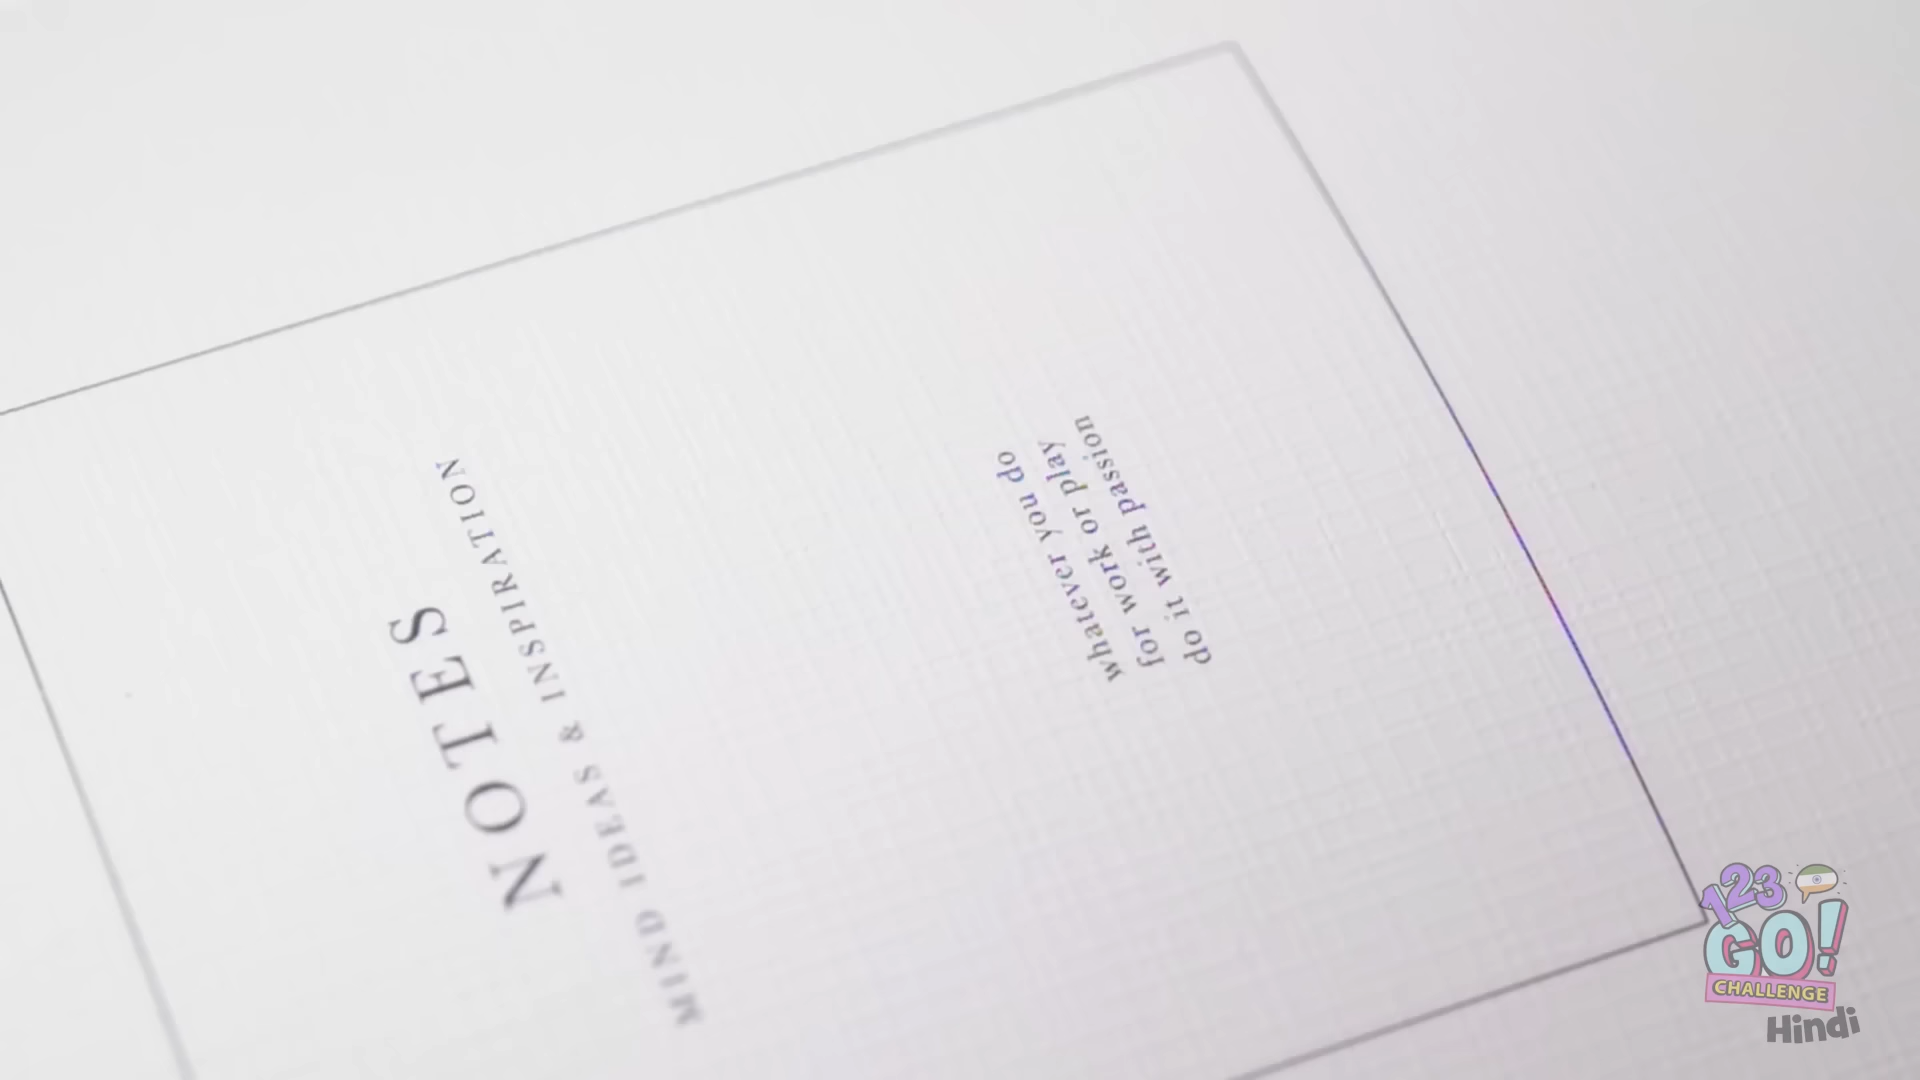 NOTES
MIND IDEAS & INSPIRATION
whatever you do
for work or play
do it with passion
123
GO!
CHALLENGE
Hindi